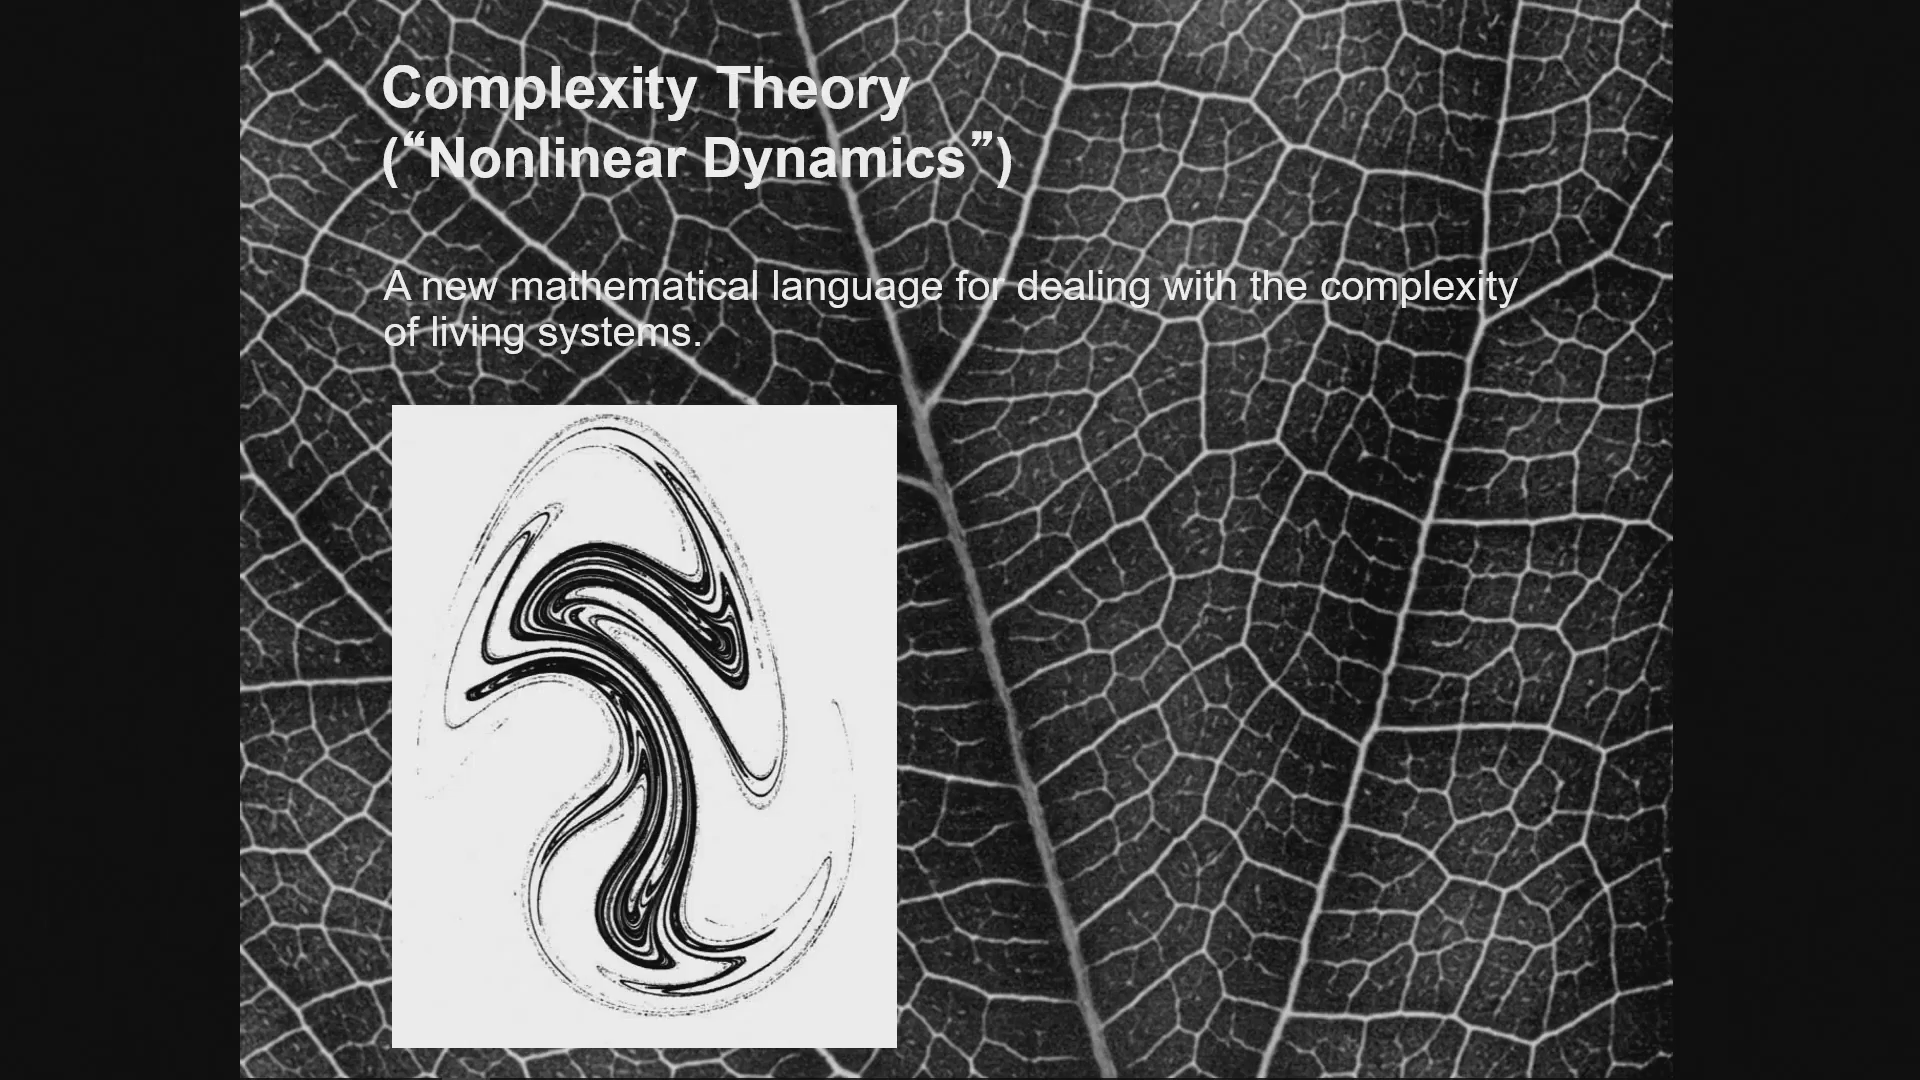 Complexity Theory
(“Nonlinear Dynamics”)
A new mathematical language for dealing with the complexity
of living systems.